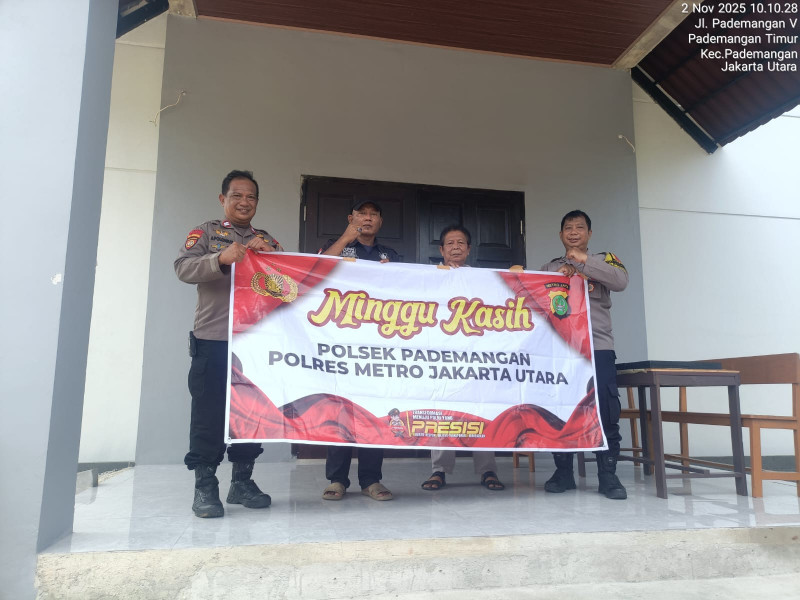 2 Nov 2025 10.10.28
Jl. Pademangan V
Pademangan Timur
Kec.Pademangan
Jakarta Utara
Minggu Kasih
POLSEK PADEMANGAN
POLRES METRO JAKARTA UTARA
PRESISI